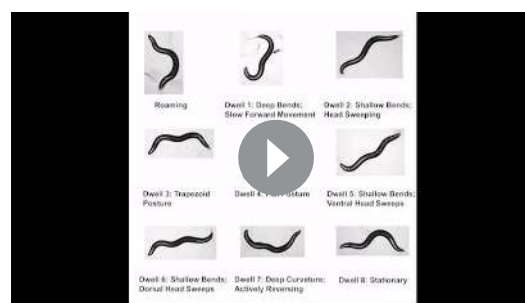 Roaming
Dwell 1: Deep Bends;
Slow Forward Movement
Dwell 2: Shallow Bends;
Head Sweeping
Dwell 3: Trapezoid
Posture
Dwell 4: Posture
Dwell 5: Shallow Bends;
Ventral Head Sweeps
Dwell 6: Shallow Bends;
Dorsal Head Sweeps
Dwell 7: Deep Curvature;
Actively Reversing
Dwell 8: Stationary